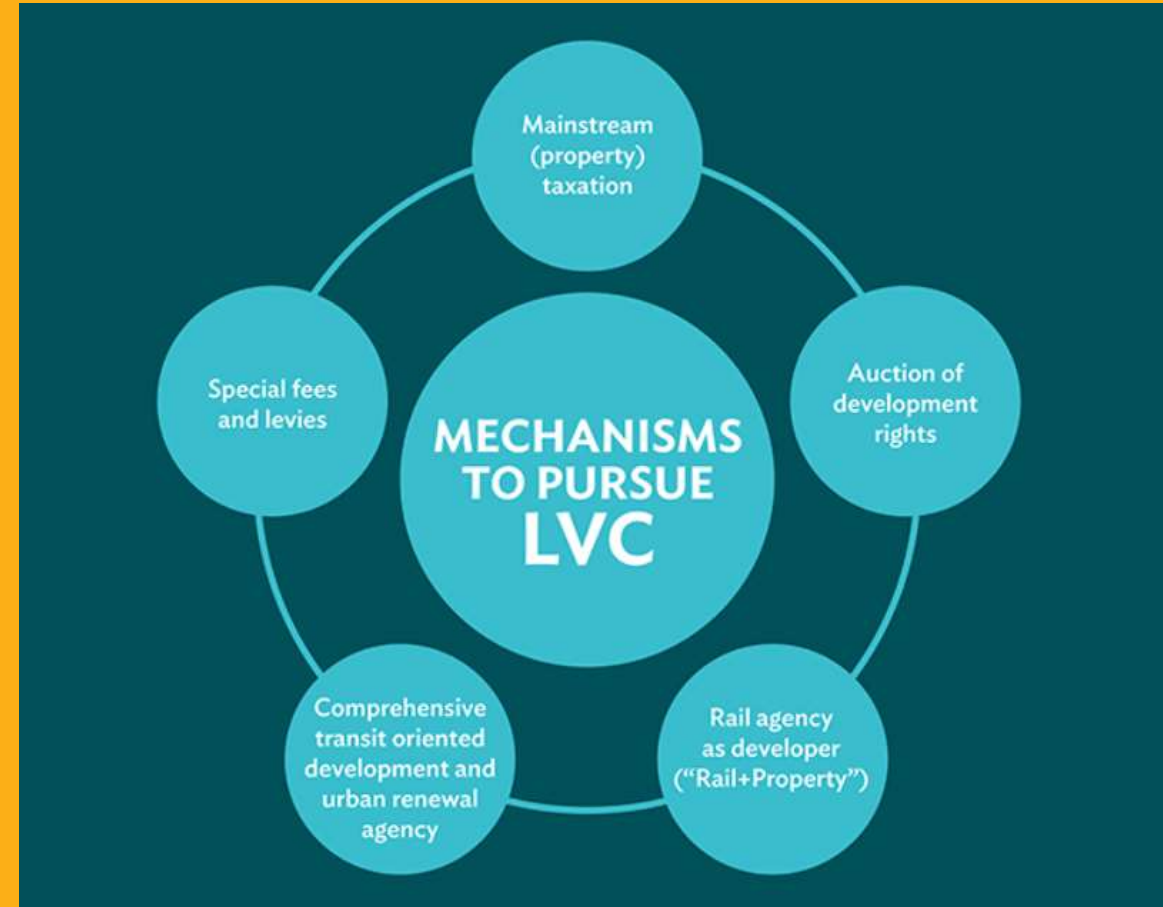 Mainstream
(property)
taxation
Special fees
and levies
Auction of
development
rights
MECHANISMS
TO PURSUE
LVC
Comprehensive
transit oriented
development and
urban renewal
agency
Rail agency
as developer
(“Rail+Property”)